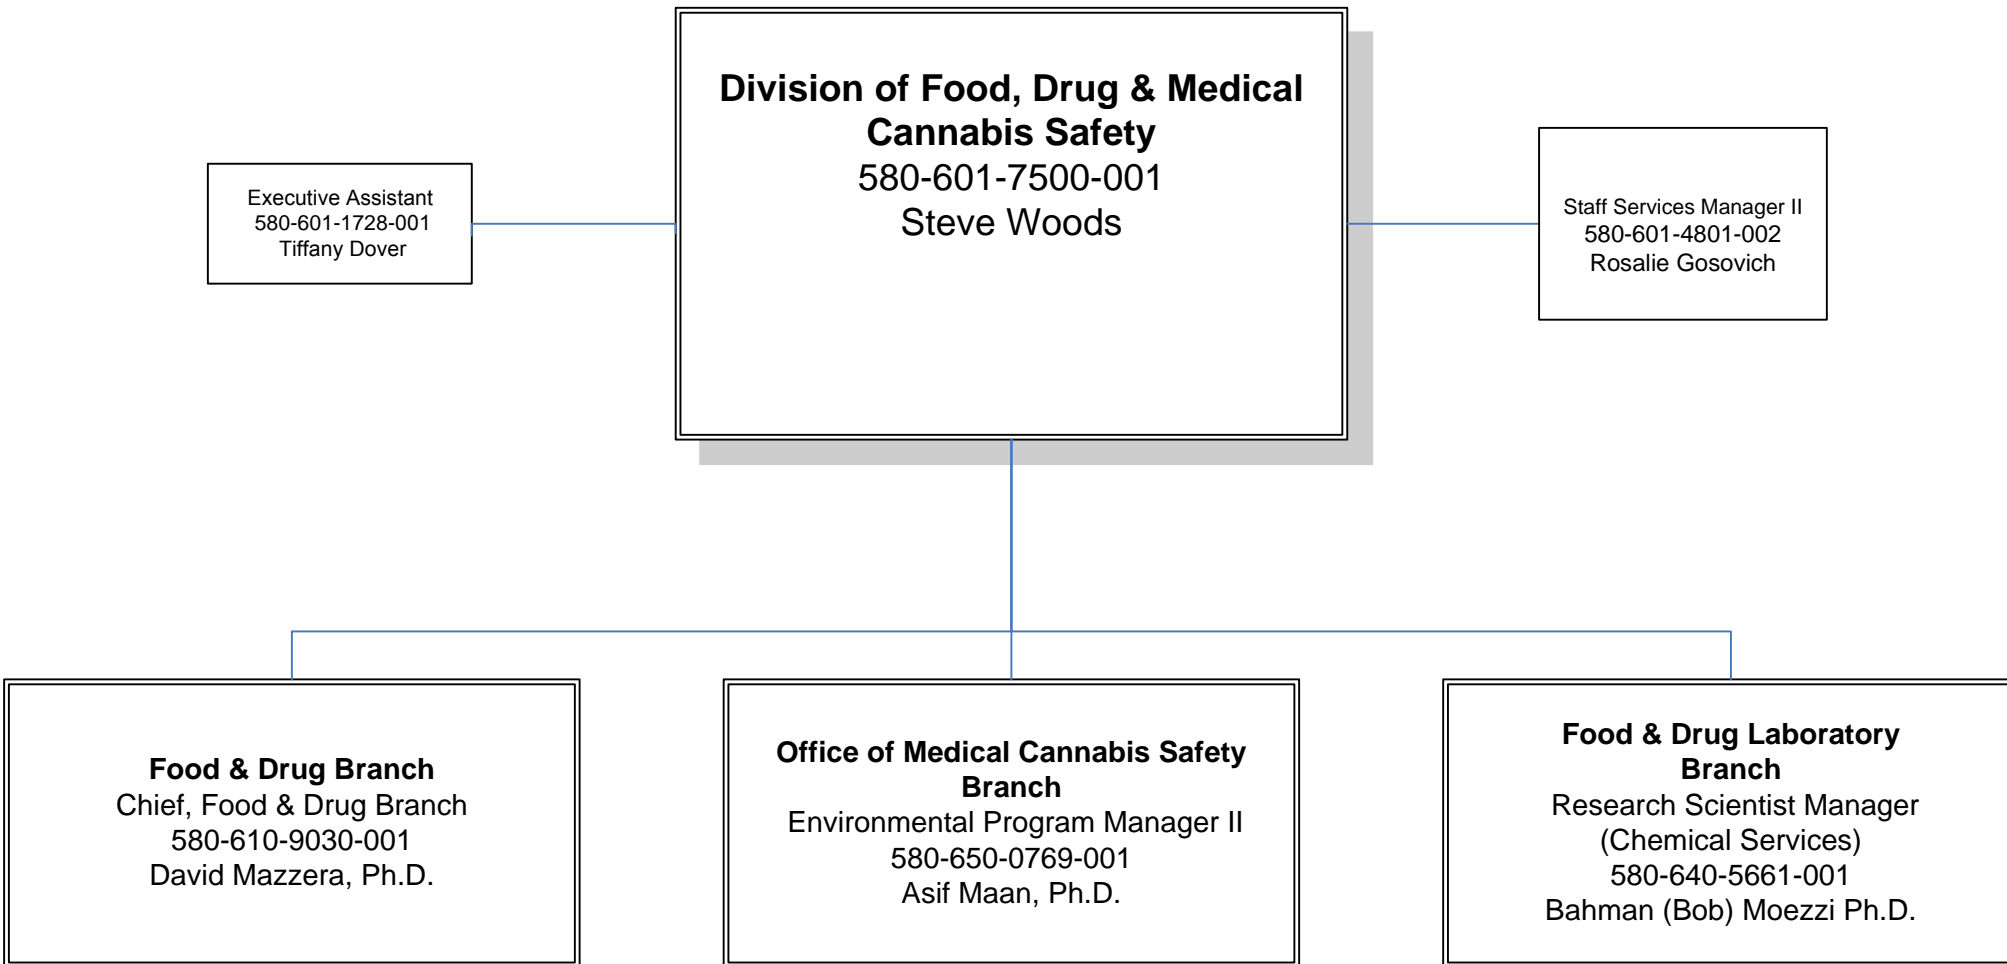 Division of Food, Drug & Medical
Cannabis Safety
580-601-7500-001
Steve Woods
Executive Assistant
580-601-1728-001
Tiffany Dover
Staff Services Manager II
580-601-4801-002
Rosalie Gosovich
Food & Drug Branch
Chief, Food & Drug Branch
580-610-9030-001
David Mazzera, Ph.D.
Office of Medical Cannabis Safety
Branch
Environmental Program Manager II
580-650-0769-001
Asif Maan, Ph.D.
Food & Drug Laboratory
Branch
Research Scientist Manager
(Chemical Services)
580-640-5661-001
Bahman (Bob) Moezzi Ph.D.